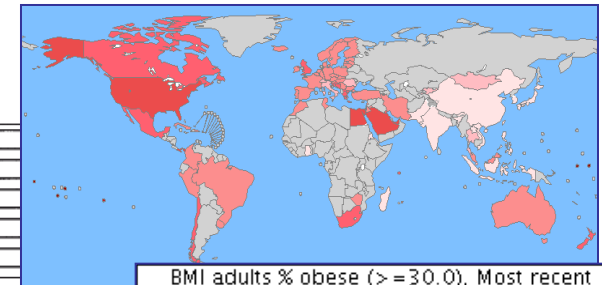 BMI adults % obese (>=30.0), Most recent